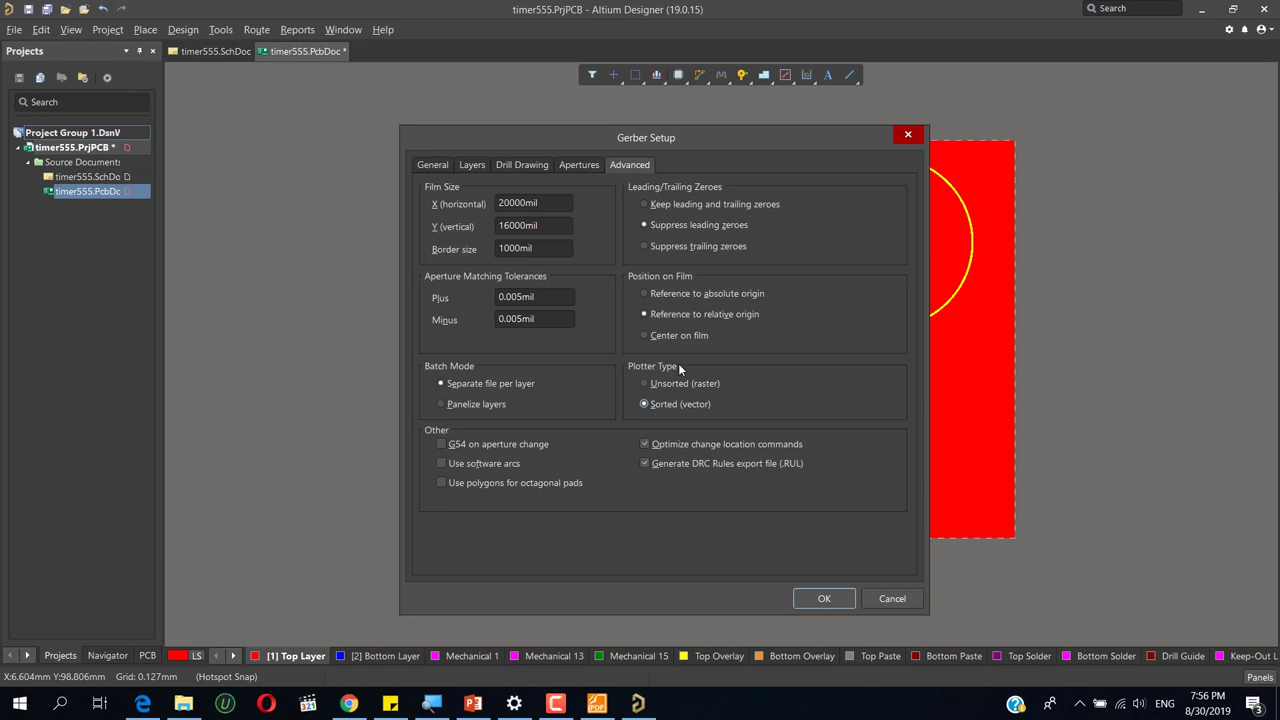 timer555.PrjPCB - Altium Designer (19.0.15)
Search
File Edit View Project Place Design Tools Route Reports Window Help
Projects
timer555.SchDoc
timer555.PcbDoc *
Search
Project Group 1.DsnV
timer555.PrjPCB *
Source Documents
timer555.SchDo
timer555.PcbDc
Gerber Setup
General Layers Drill Drawing Apertures Advanced
Film Size
X (horizontal) 20000mil
Y (vertical) 16000mil
Border size 1000mil
Leading/Trailing Zeroes
Keep leading and trailing zeroes
Suppress leading zeroes
Suppress trailing zeroes
Aperture Matching Tolerances
Plus 0.005mil
Minus 0.005mil
Position on Film
Reference to absolute origin
Reference to relative origin
Center on film
Batch Mode
Separate file per layer
Panelize layers
Plotter Type
Unsorted (raster)
Sorted (vector)
Other
G54 on aperture change
Use software arcs
Use polygons for octagonal pads
Optimize change location commands
Generate DRC Rules export file (.RUL)
OK Cancel
Projects Navigator PCB
LS [1] Top Layer [2] Bottom Layer Mechanical 1 Mechanical 13 Mechanical 15 Top Overlay Bottom Overlay Top Paste Bottom Paste Top Solder Bottom Solder Drill Guide Keep-Out L
X:6.604mm Y:98.806mm Grid: 0.127mm (Hotspot Snap)
Panels
321
PDF
ENG
7:56 PM
8/30/2019
3